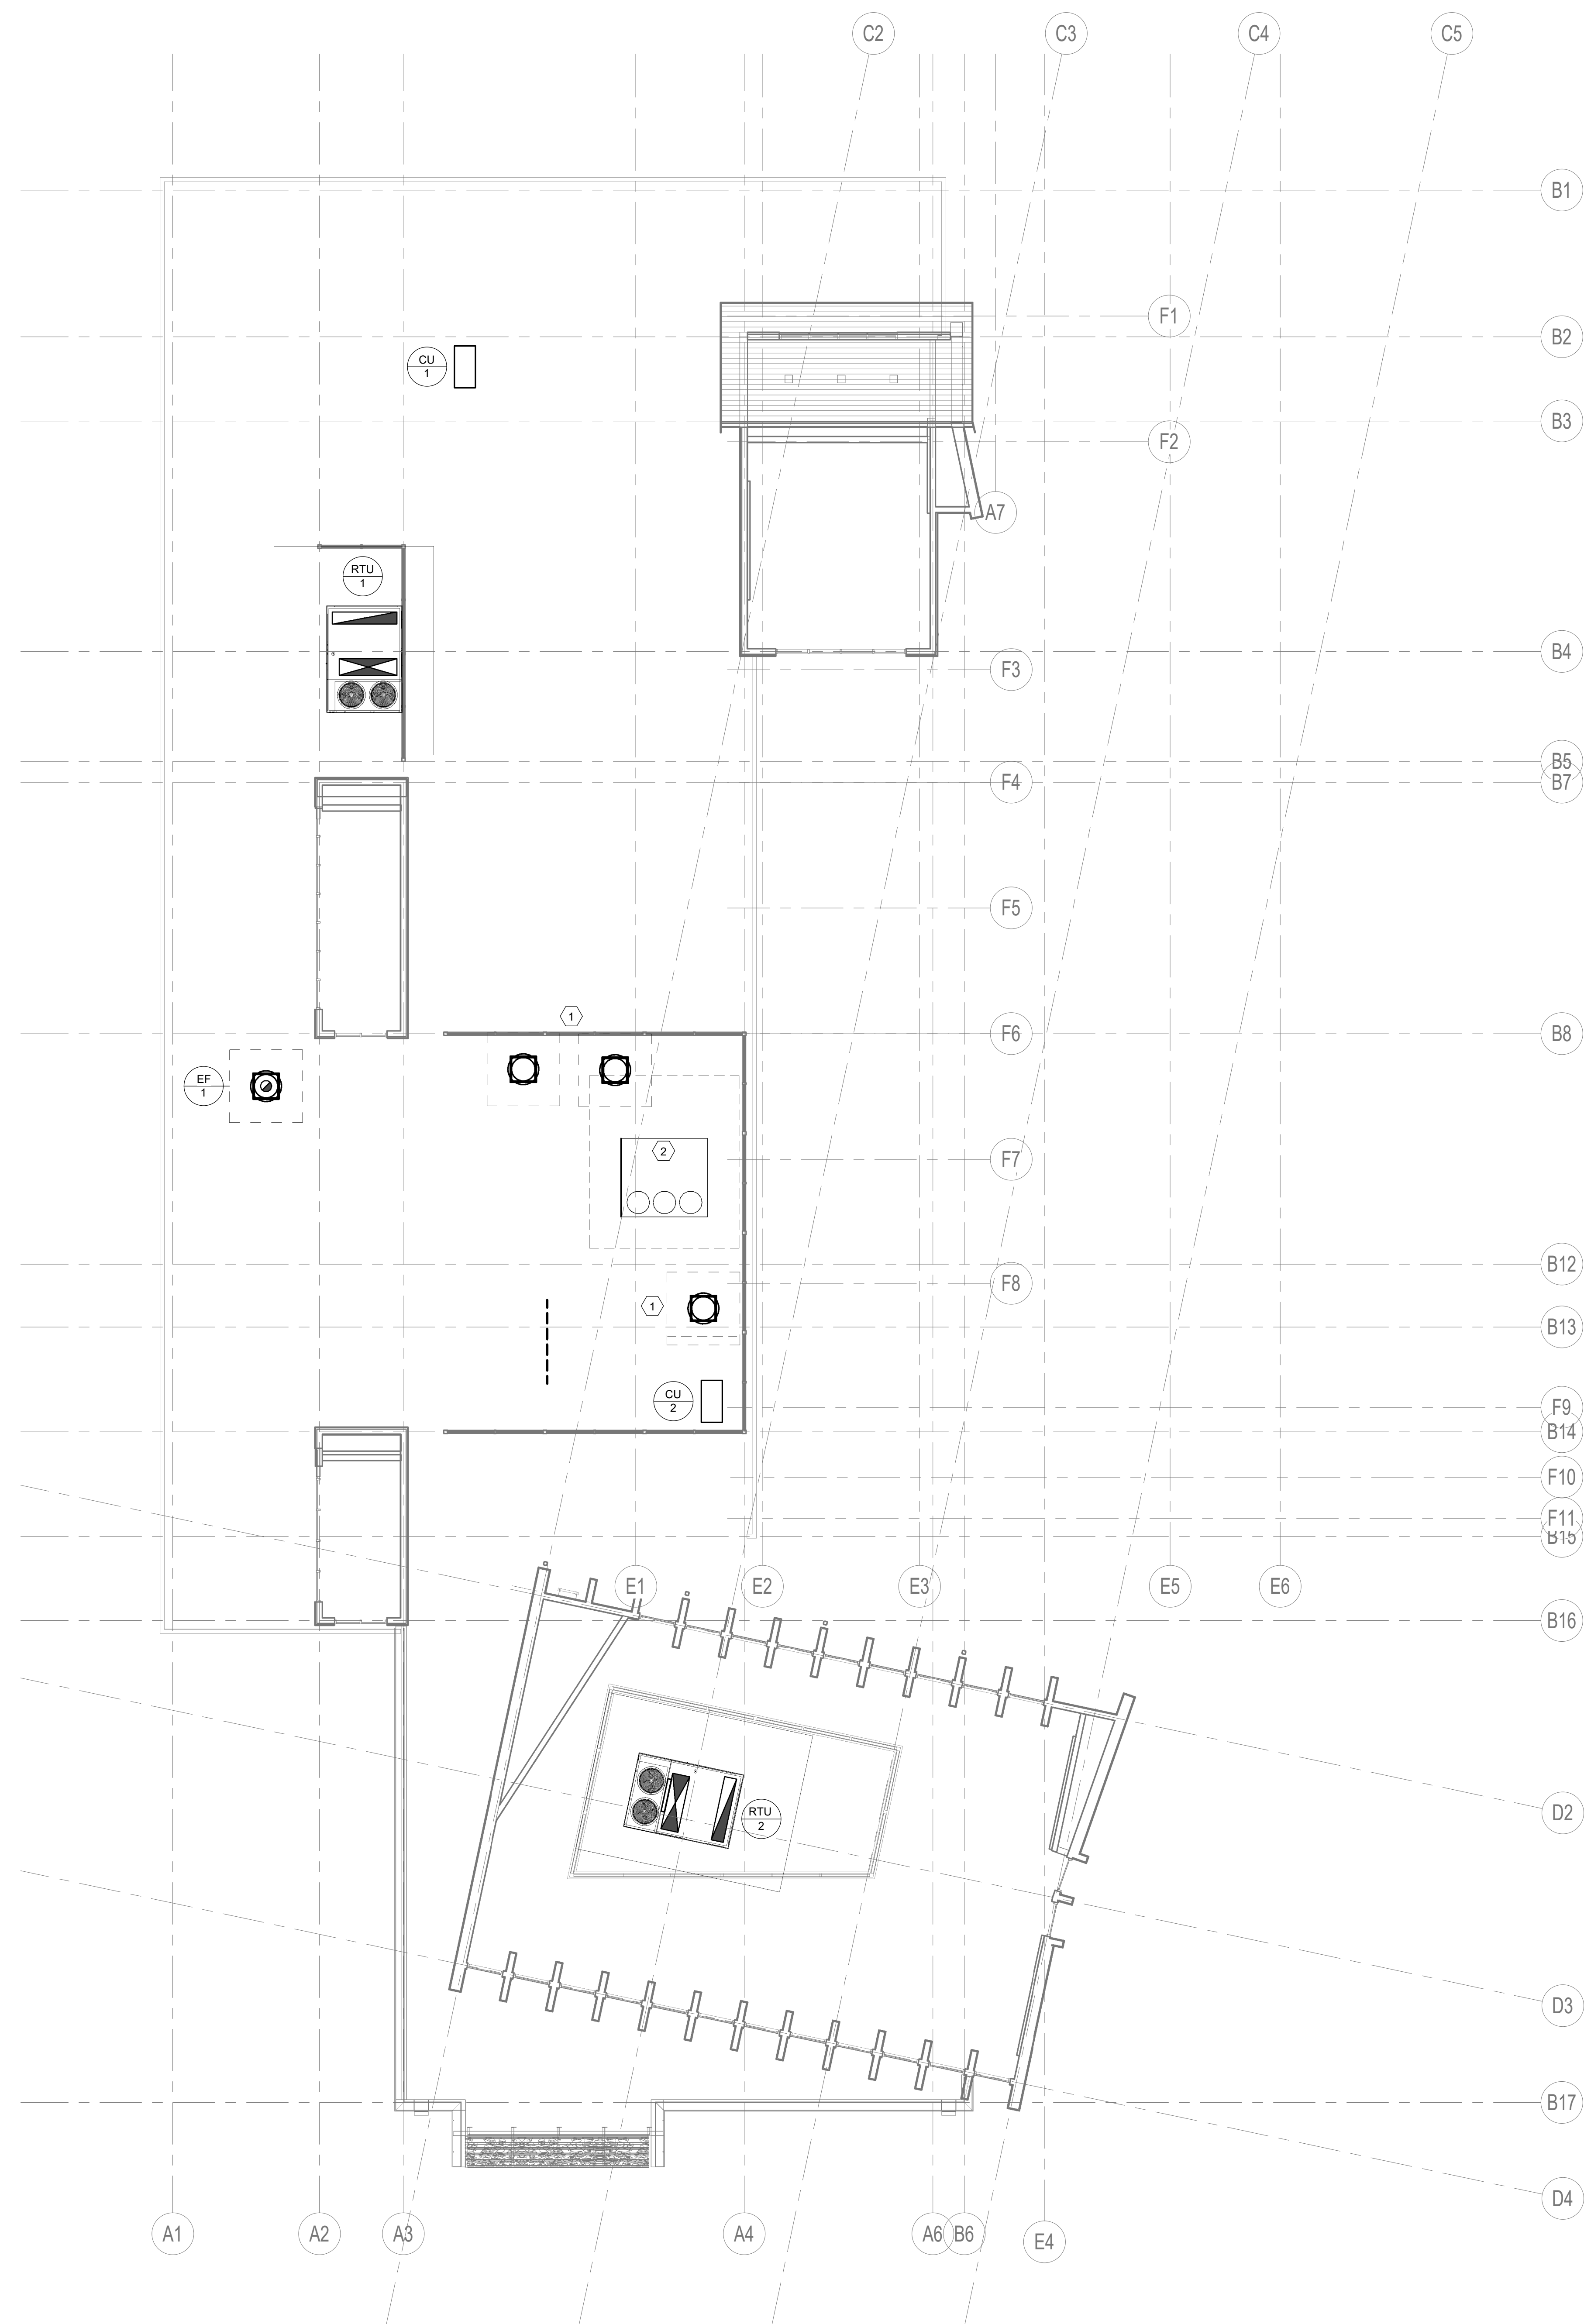 C2
C3
C4
C5
B1
F1
B2
CU
1
B3
F2
A7
RTU
1
B4
F3
B5
F4
B7
F5
1
F6
B8
EF
1
2
F7
B12
F8
1
B13
CU
2
F9
B14
F10
F11
B15
E1
E2
E3
E5
E6
B16
RTU
2
D2
D3
B17
D4
A1
A2
A3
A4
A6
B6
E4